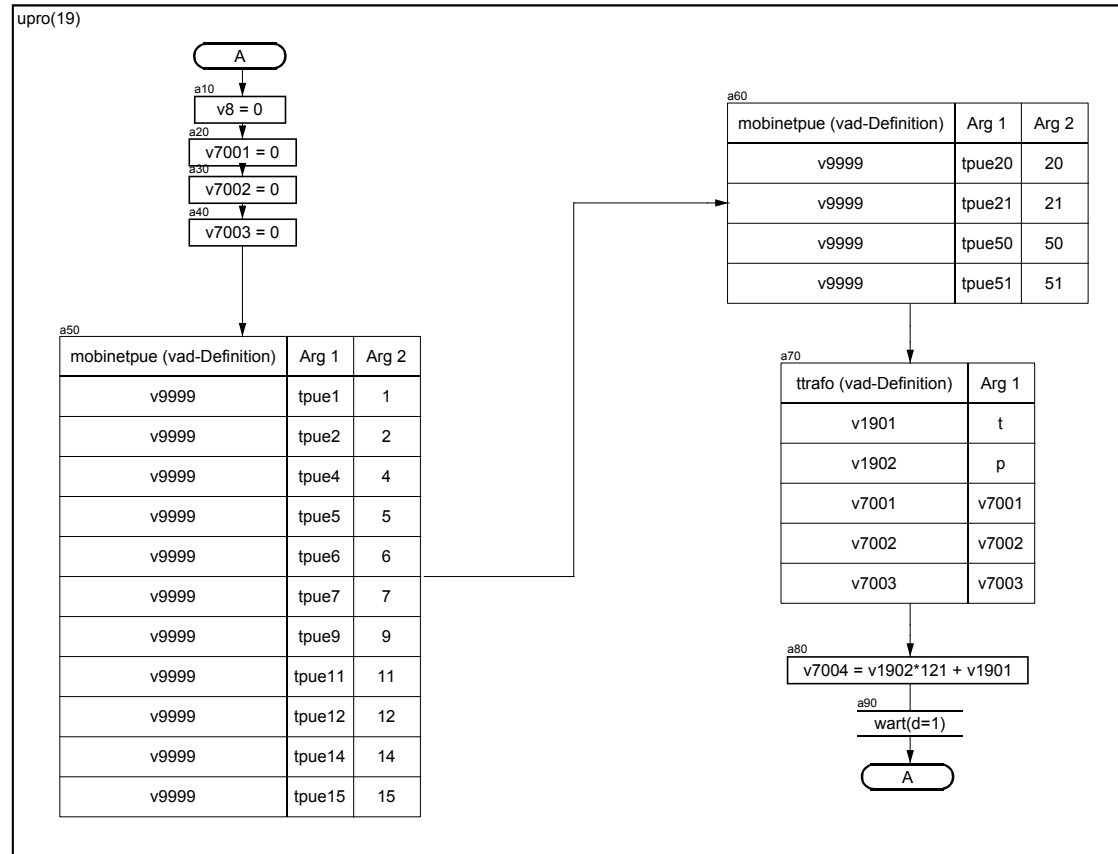 upro(19)
A
a10
v8 = 0
a20
v7001 = 0
a30
v7002 = 0
a40
v7003 = 0
a50
mobinetpue (vad-Definition) Arg 1 Arg 2
v9999 tpue1 1
v9999 tpue2 2
v9999 tpue4 4
v9999 tpue5 5
v9999 tpue6 6
v9999 tpue7 7
v9999 tpue9 9
v9999 tpue11 11
v9999 tpue12 12
v9999 tpue14 14
v9999 tpue15 15
a60
mobinetpue (vad-Definition) Arg 1 Arg 2
v9999 tpue20 20
v9999 tpue21 21
v9999 tpue50 50
v9999 tpue51 51
a70
ttrafo (vad-Definition) Arg 1
v1901 t
v1902 p
v7001 v7001
v7002 v7002
v7003 v7003
a80
v7004 = v1902*121 + v1901
a90
wart(d=1)
A